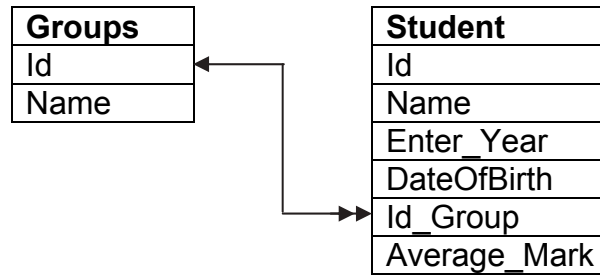 Groups
Id
Name
Student
Id
Name
Enter_Year
DateOfBirth
Id_Group
Average_Mark